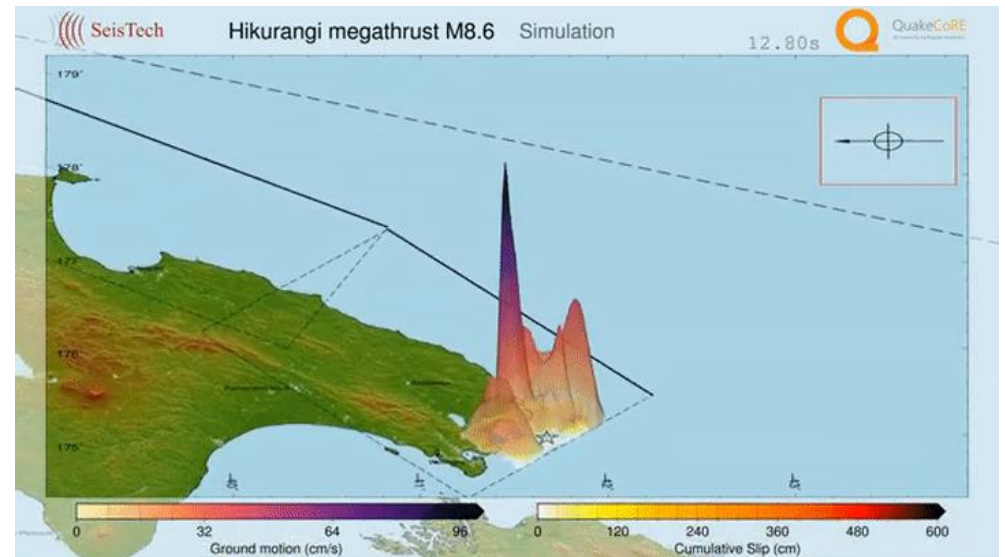 SeisTech
Hikurangi megathrust M8.6 Simulation
12.80s
QuakeCoRE
179°
178°
177°
176°
175°
0 32 64 96
Ground motion (cm/s)
0 120 240 360 480 600
Cumulative Slip (cm)